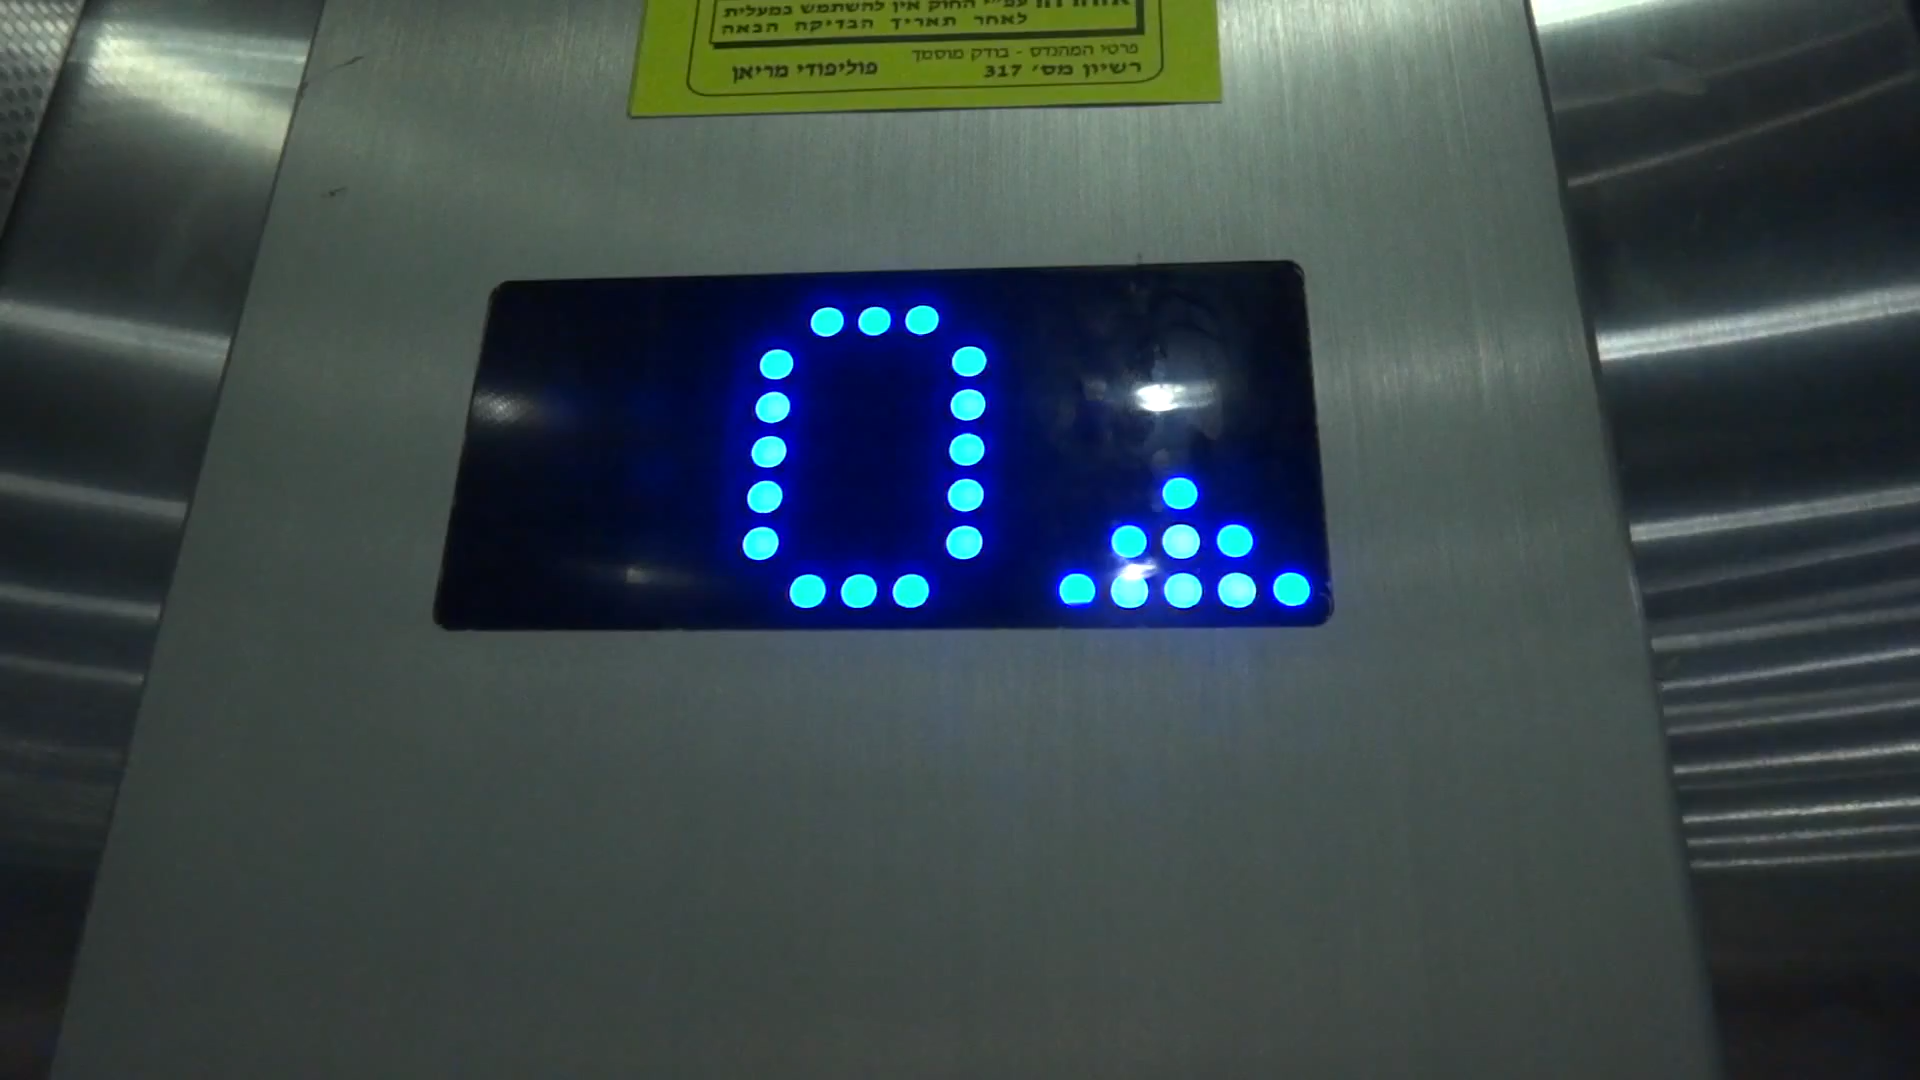 אזהרה עפ"י החוק אין להשתמש במעלית
לאחר תאריך הבדיקה הבאה
פרטי המהנדס - בודק מוסמך
רשיון מס׳ 317 פוליפודי מריאן
0